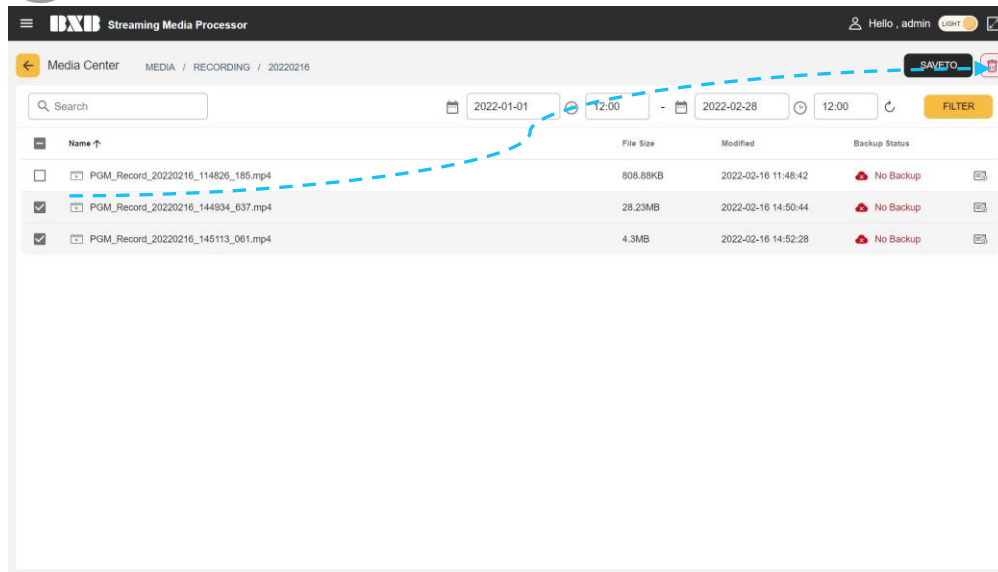 BXB Streaming Media Processor Hello , admin LIGHT
Media Center MEDIA / RECORDING / 20220216 SAVETO
Search 2022-01-01 12:00 - 2022-02-28 12:00 FILTER
Name File Size Modified Backup Status
PGM_Record_20220216_114826_185.mp4 808.88KB 2022-02-16 11:48:42 No Backup
PGM_Record_20220216_144934_637.mp4 28.23MB 2022-02-16 14:50:44 No Backup
PGM_Record_20220216_145113_061.mp4 4.3MB 2022-02-16 14:52:28 No Backup